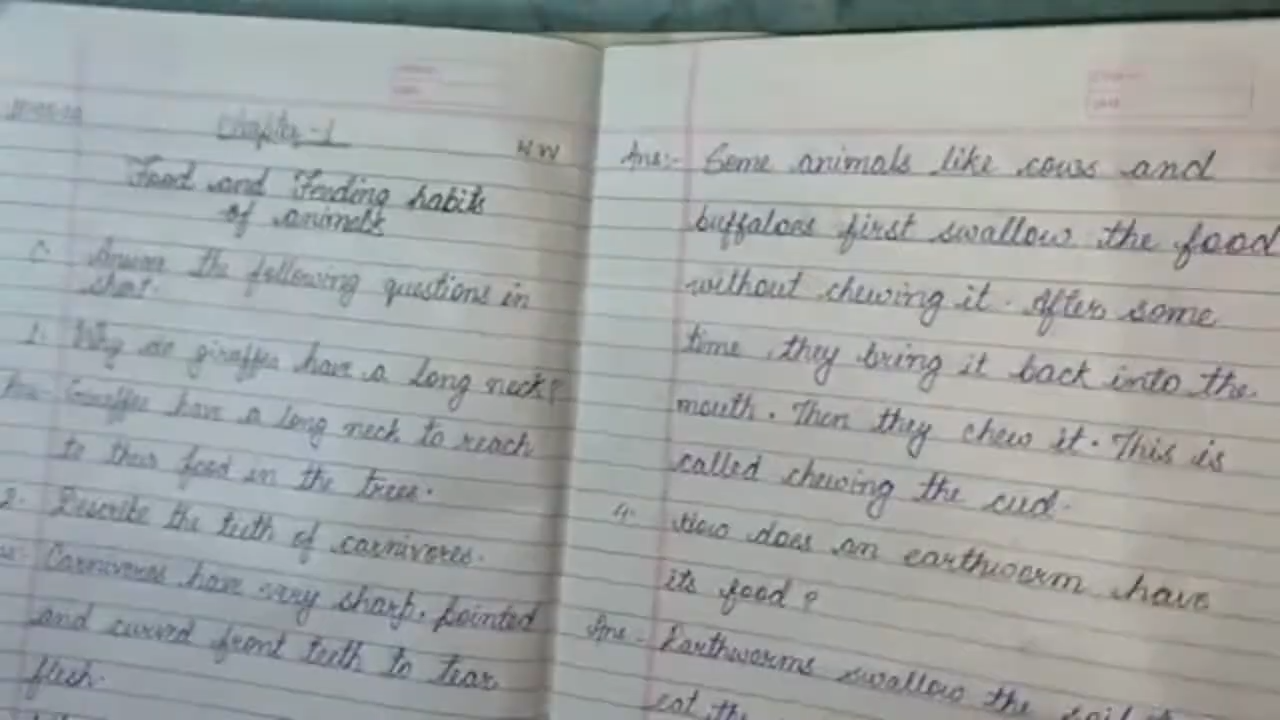 Chapter-1
H W
Food and Feeding habits
of animals
C. Answer the following questions in
short.
1. Why do giraffes have a long neck?
Ans- Giraffes have a long neck to reach
to their food in the trees.
2. Describe the teeth of carnivores.
Carnivores have very sharp, pointed
and curved front teeth to tear
flesh.
Ans:- Some animals like cows and
buffaloes first swallow the food
without chewing it. After some
time they bring it back into the
mouth. Then they chew it. This is
called chewing the cud.
4. How does an earthworm have
its food?
Ans- Earthworms swallow the soil
eat the